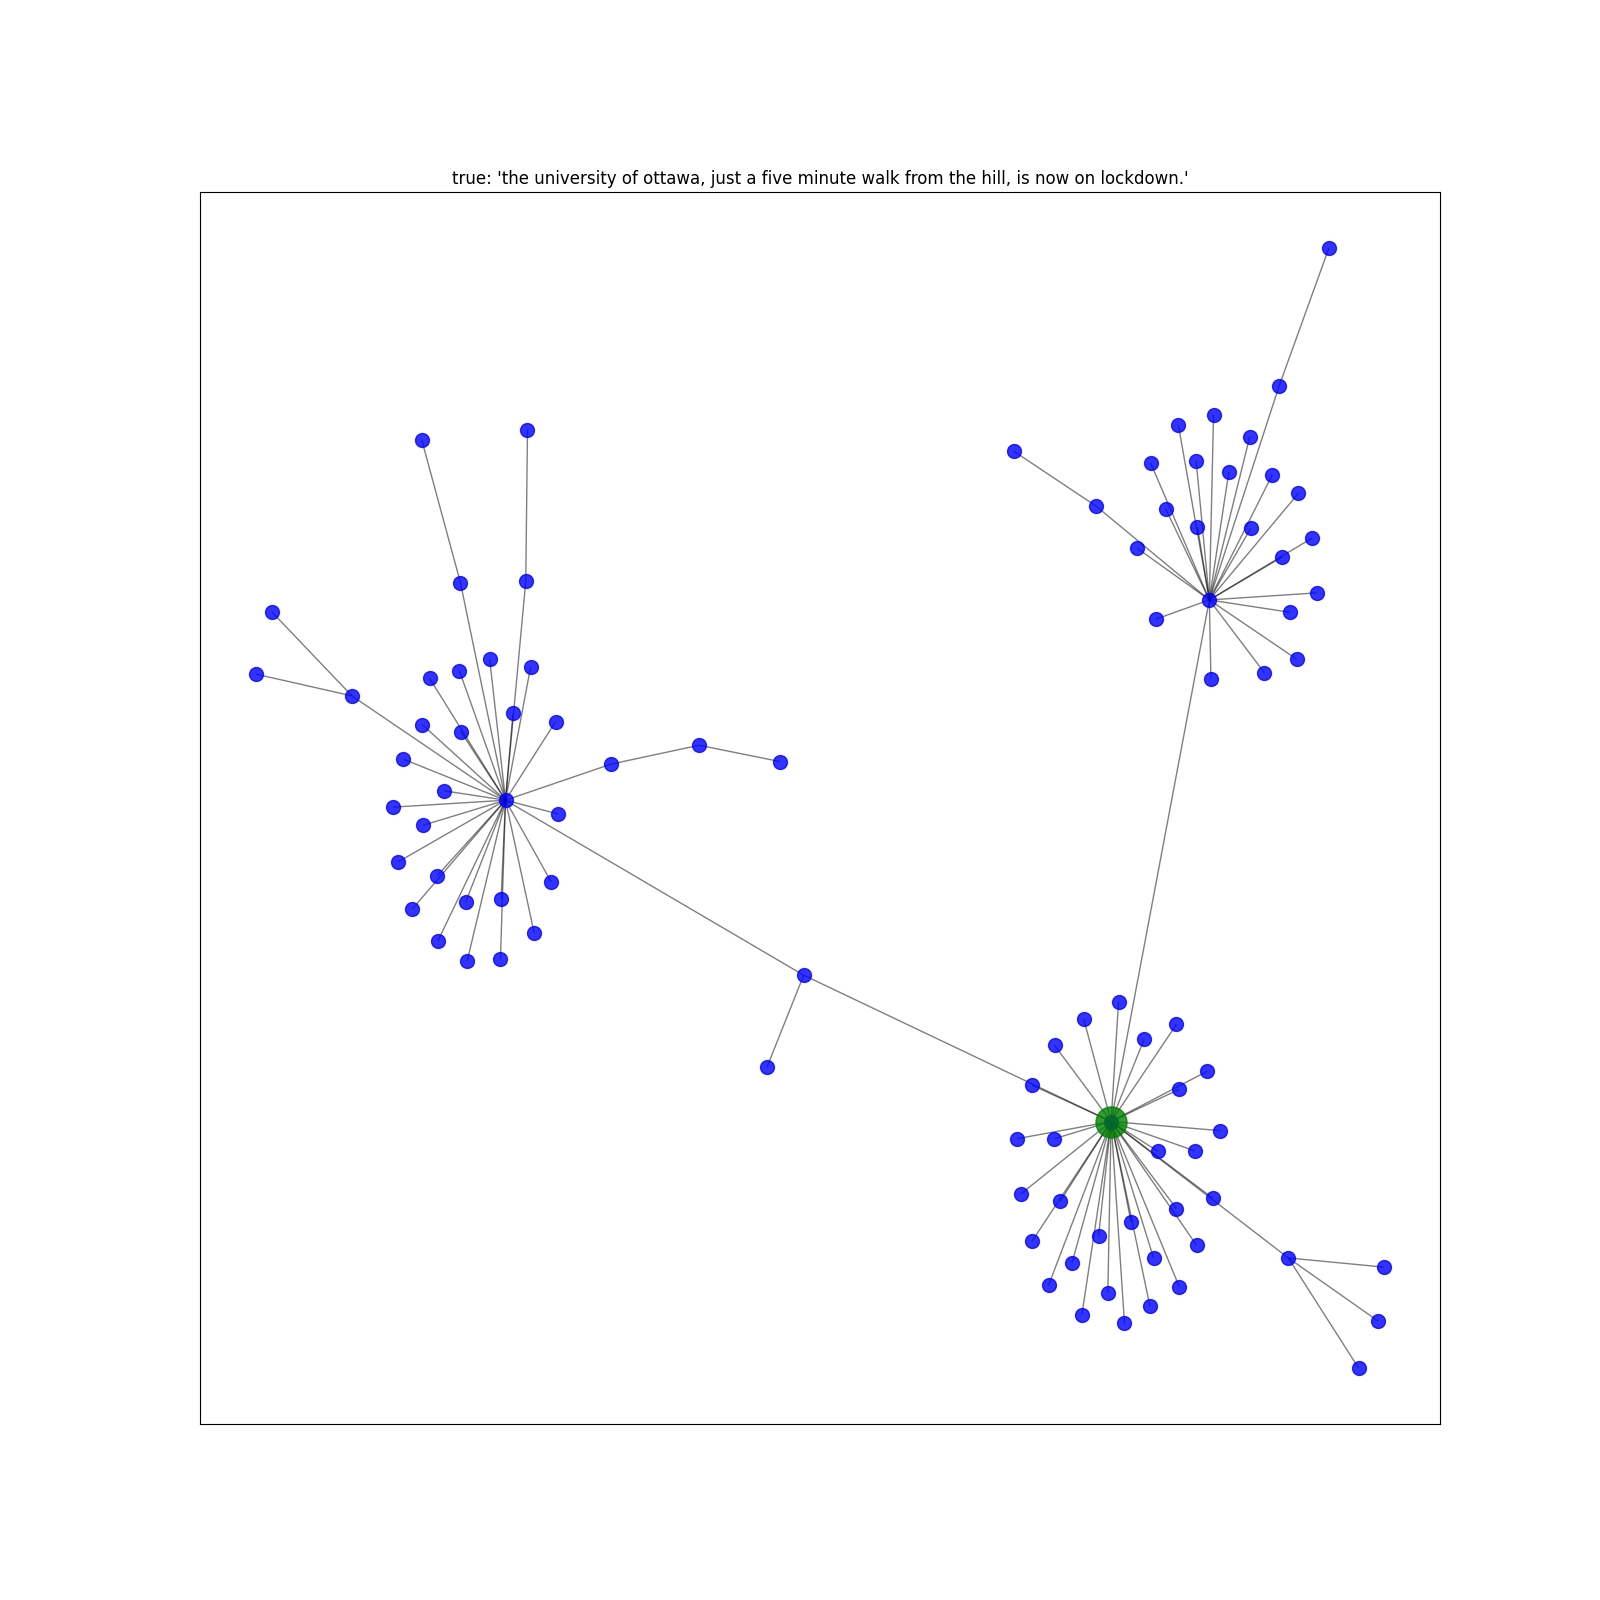 true: 'the university of ottawa, just a five minute walk from the hill, is now on lockdown.'